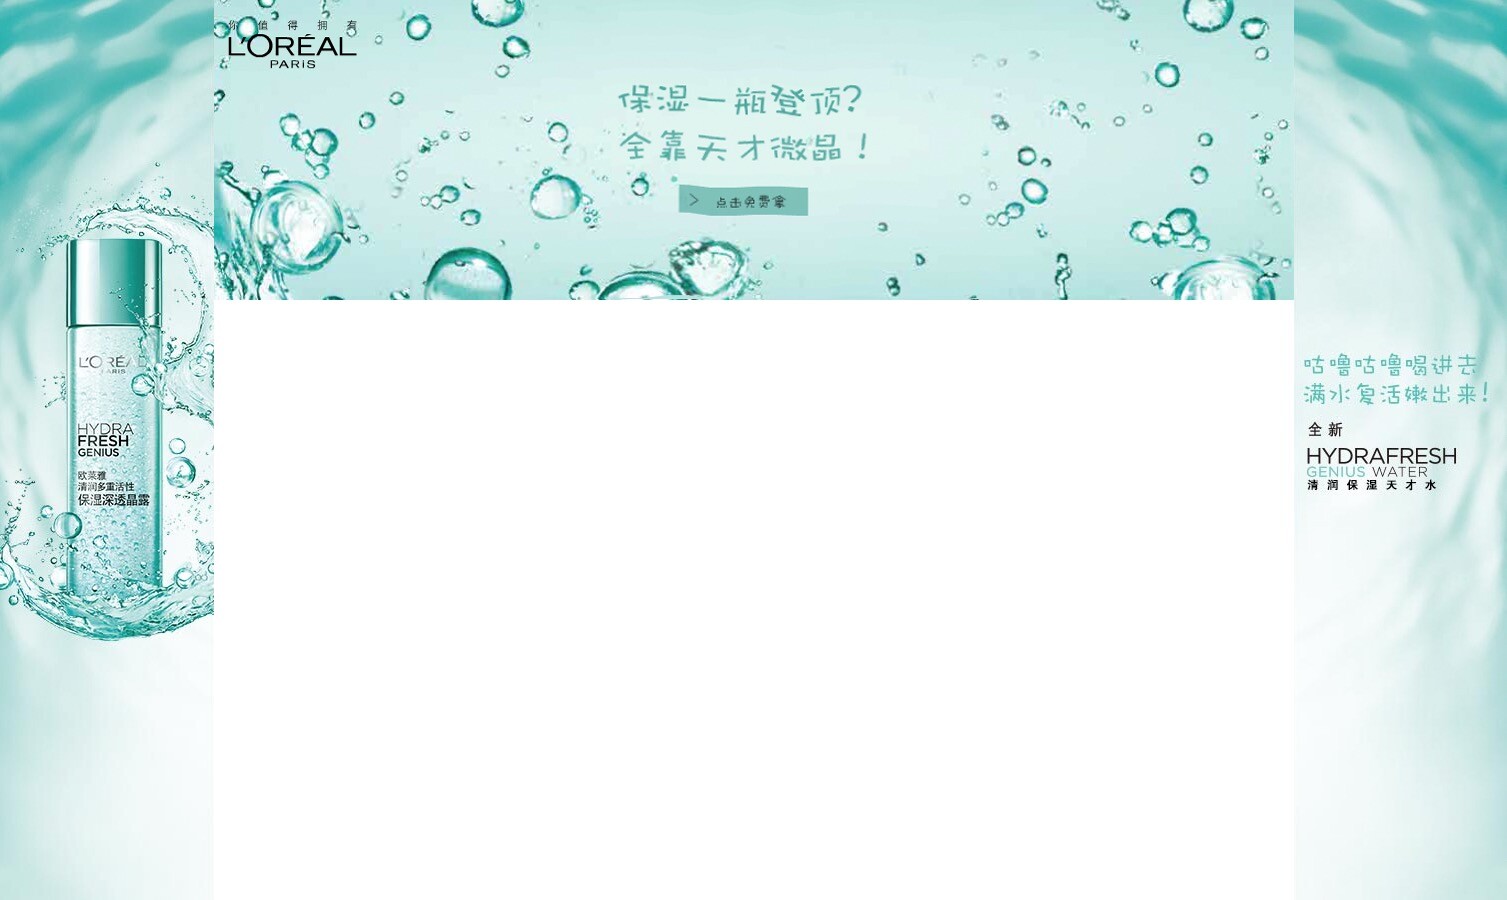 你值得拥有
L'ORÉAL
PARIS
保湿一瓶登顶?
全靠天才微晶!
> 点击免费拿
L'ORÉAL
PARIS
HYDRA
FRESH
GENIUS
欧莱雅
清润多重活性
保湿深透晶露
咕噜咕噜喝进去
满水复活嫩出来!
全新
HYDRAFRESH
GENIUS WATER
清润保湿天才水